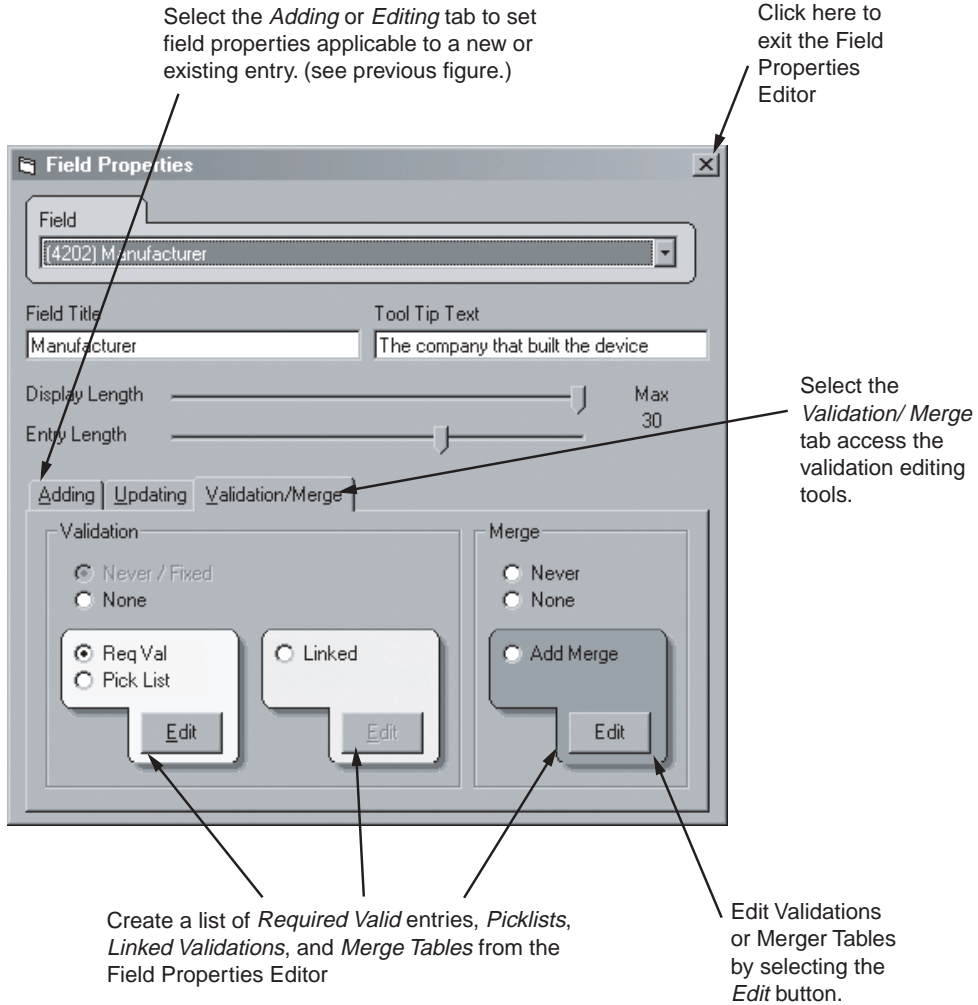 Select the Adding or Editing tab to set
field properties applicable to a new or
existing entry. (see previous figure.)
Click here to
exit the Field
Properties
Editor
Field Properties
Field
(4202) Manufacturer
Field Title
Tool Tip Text
Manufacturer
The company that built the device
Display Length
Max
30
Entry Length
Select the
Validation/ Merge
tab access the
validation editing
tools.
Adding
Updating
Validation/Merge
Validation
Never / Fixed
None
Req Val
Pick List
Edit
Linked
Edit
Merge
Never
None
Add Merge
Edit
Create a list of Required Valid entries, Picklists,
Linked Validations, and Merge Tables from the
Field Properties Editor
Edit Validations
or Merger Tables
by selecting the
Edit button.